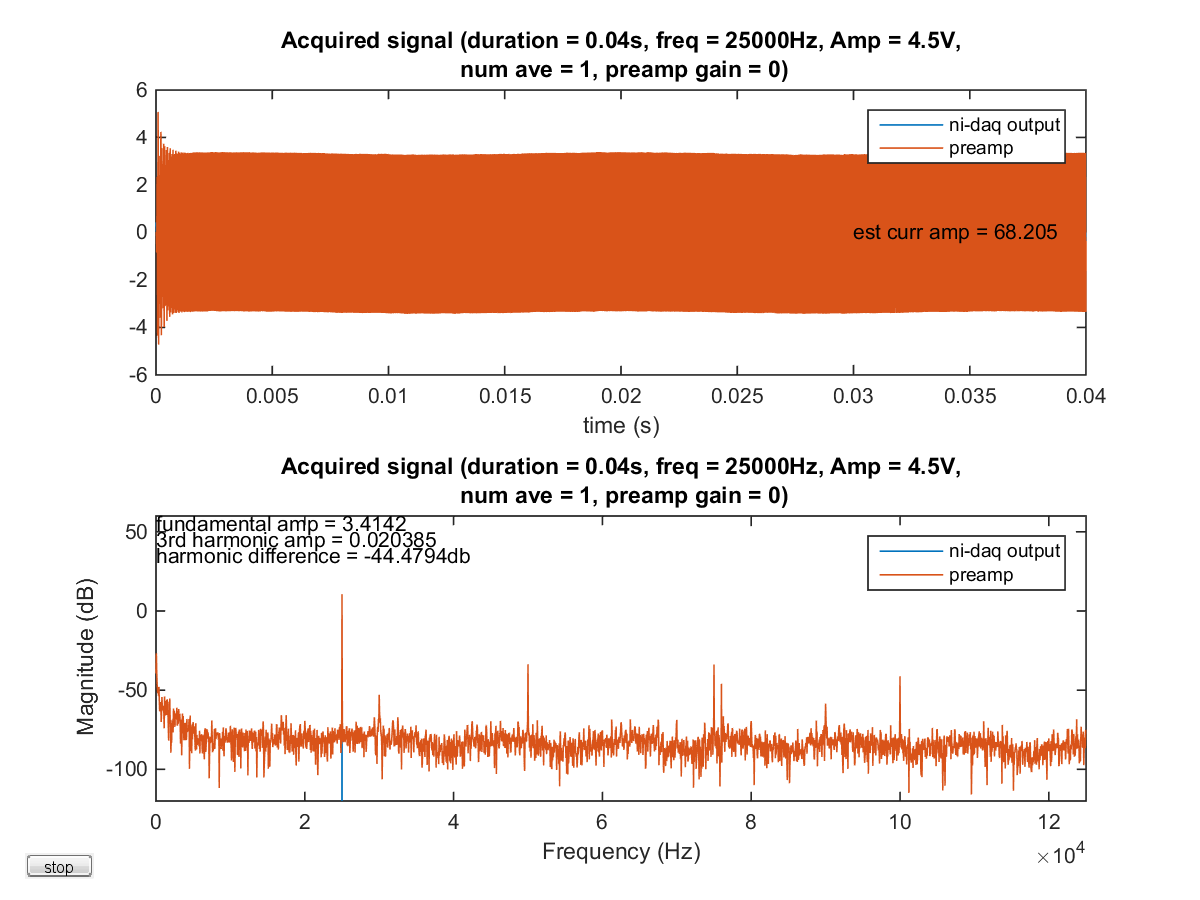 Acquired signal (duration = 0.04s, freq = 25000Hz, Amp = 4.5V,
num ave = 1, preamp gain = 0)
6
4
2
0
-2
-4
-6
ni-daq output
preamp
est curr amp = 68.205
0
0.005
0.01
0.015
0.02
0.025
0.03
0.035
0.04
time (s)
Acquired signal (duration = 0.04s, freq = 25000Hz, Amp = 4.5V,
num ave = 1, preamp gain = 0)
Magnitude (dB)
50
0
-50
-100
fundamental amp = 3.4142
3rd harmonic amp = 0.020385
harmonic difference = -44.4794db
ni-daq output
preamp
0
2
4
6
8
10
12
Frequency (Hz)
×10^4
stop